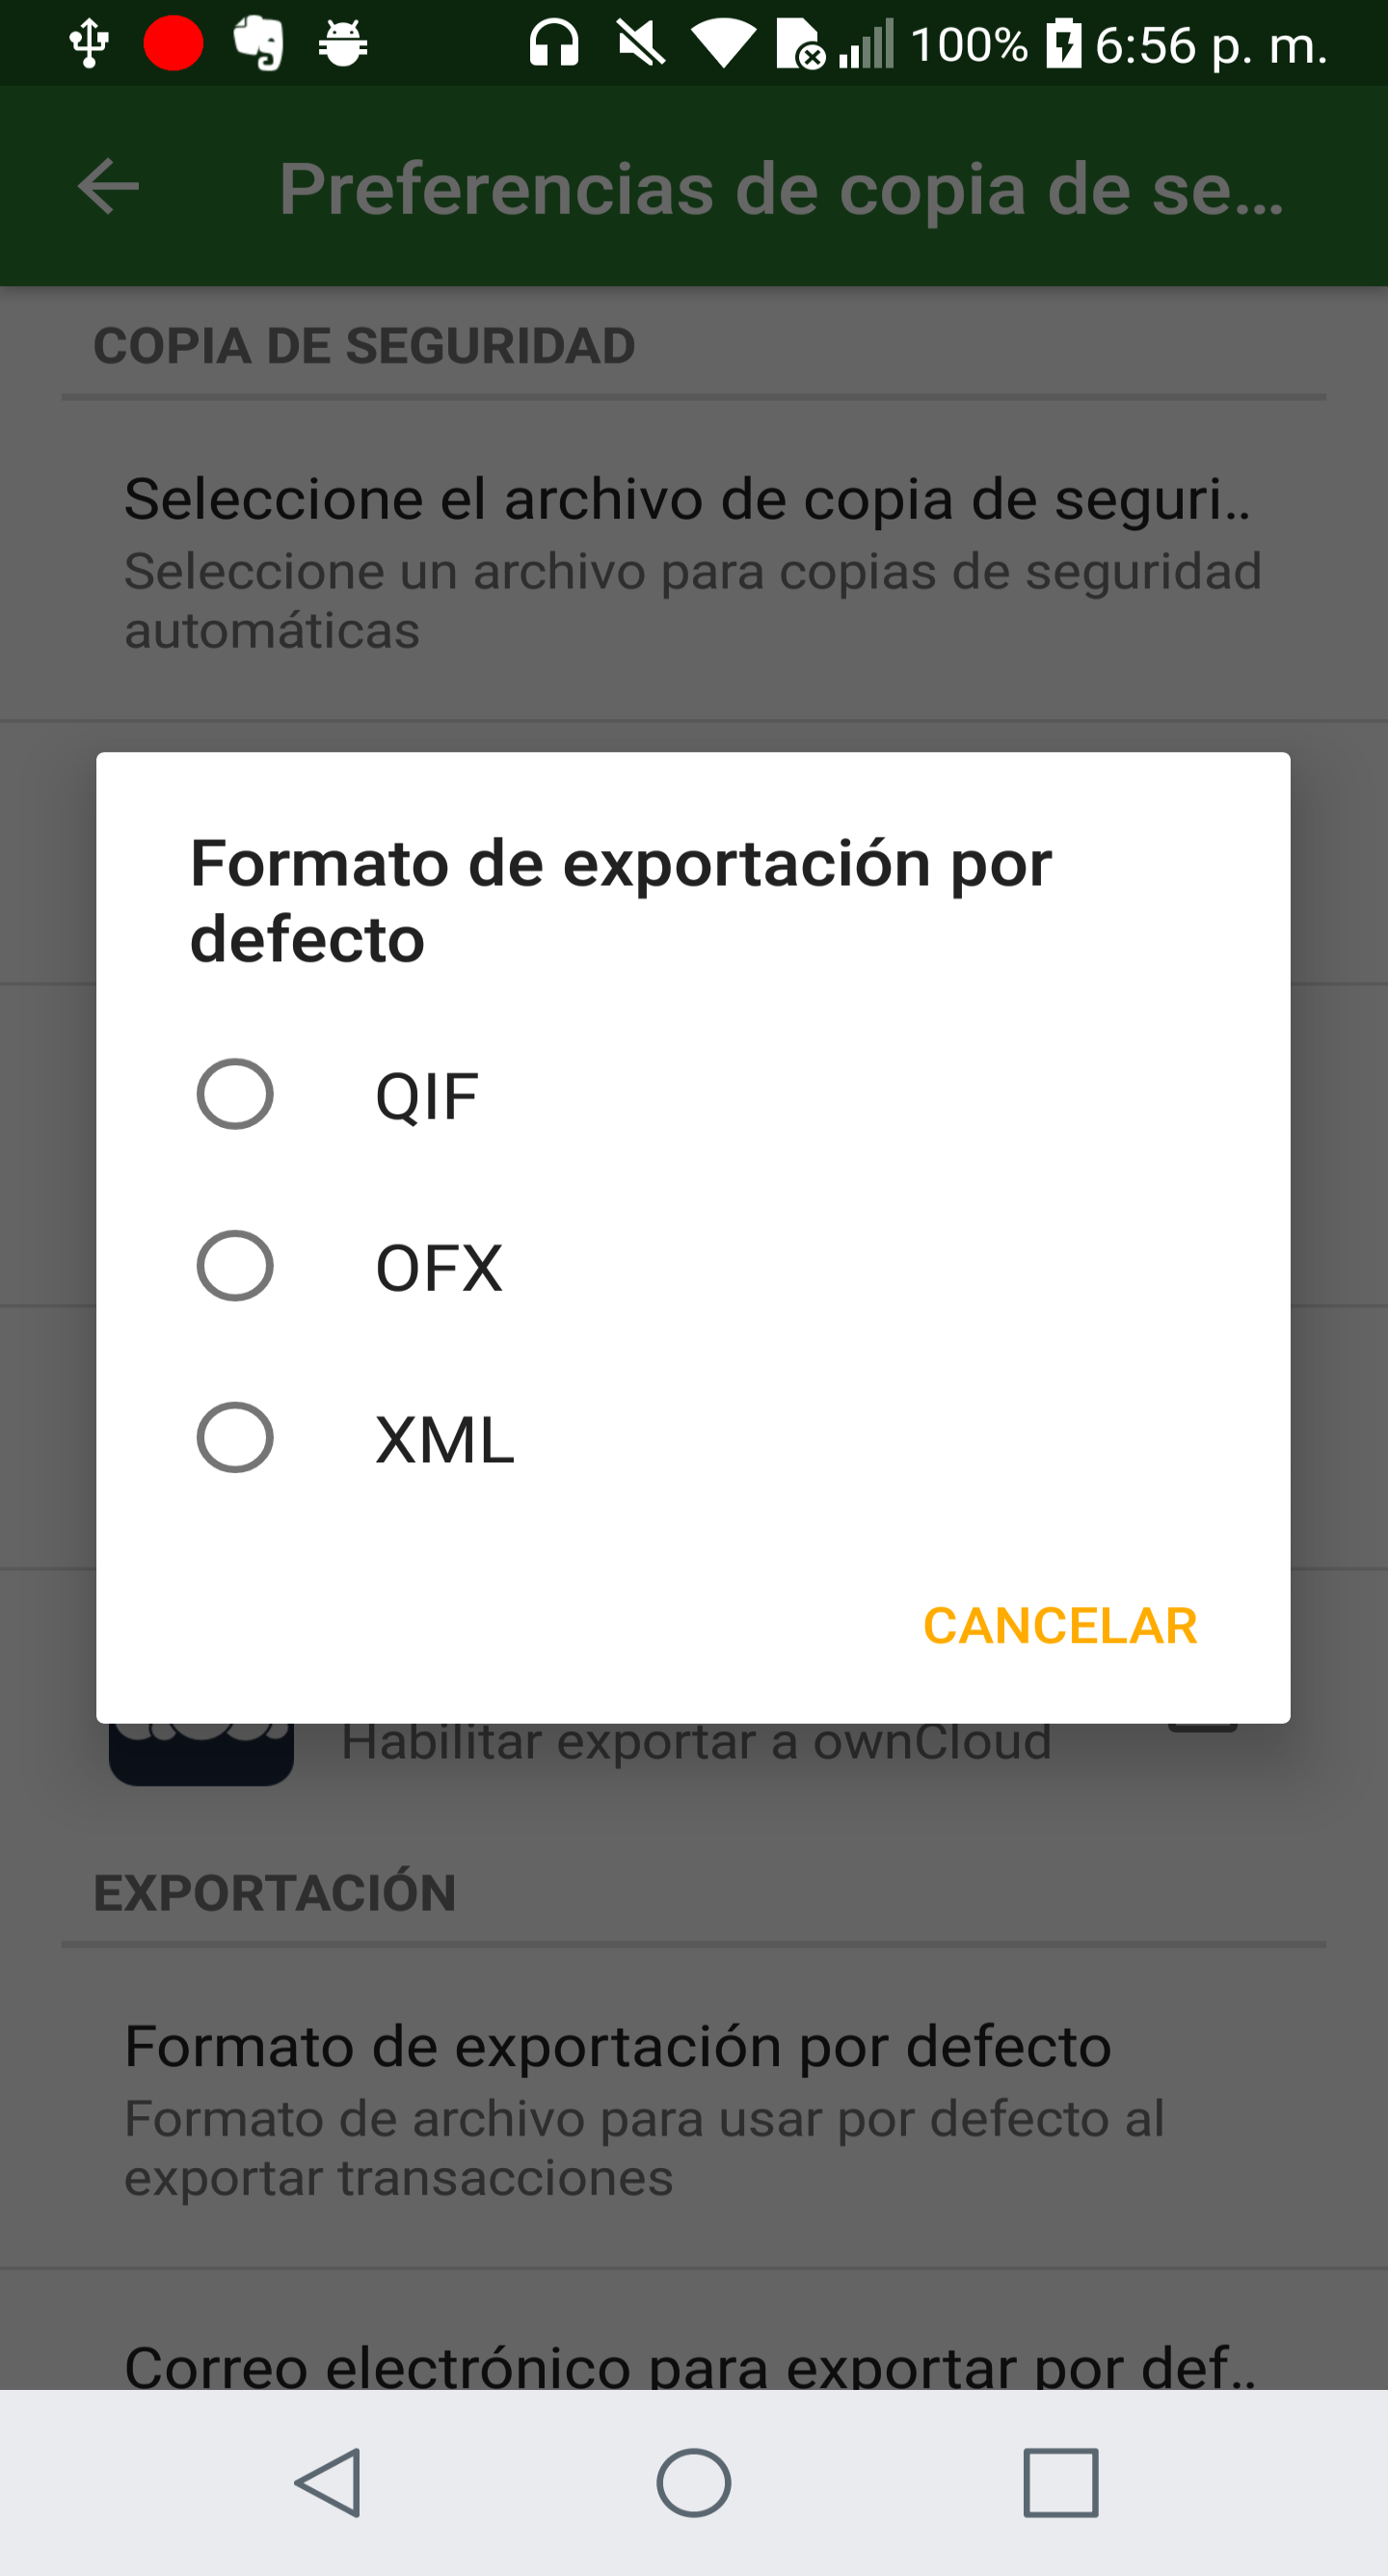 100% 6:56 p. m.
Preferencias de copia de se...
COPIA DE SEGURIDAD
Seleccione el archivo de copia de seguri..
Seleccione un archivo para copias de seguridad
automáticas
Formato de exportación por
defecto
QIF
OFX
XML
CANCELAR
Habilitar exportar a ownCloud
EXPORTACIÓN
Formato de exportación por defecto
Formato de archivo para usar por defecto al
exportar transacciones
Correo electrónico para exportar por def..